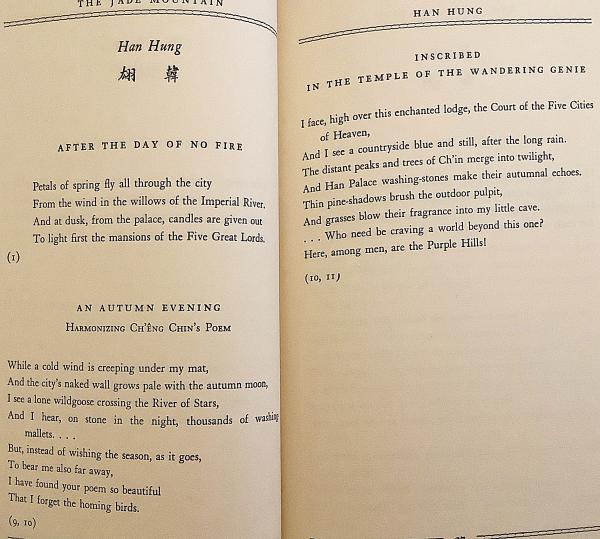 THE JADE MOUNTAIN
Han Hung
翃 韓
AFTER THE DAY OF NO FIRE
Petals of spring fly all through the city
From the wind in the willows of the Imperial River.
And at dusk, from the palace, candles are given out
To light first the mansions of the Five Great Lords.
(1)
AN AUTUMN EVENING
HARMONIZING CH'ÊNG CHIN'S POEM
While a cold wind is creeping under my mat,
And the city's naked wall grows pale with the autumn moon,
I see a lone wildgoose crossing the River of Stars,
And I hear, on stone in the night, thousands of washing-
mallets. . . .
But, instead of wishing the season, as it goes,
To bear me also far away,
I have found your poem so beautiful
That I forget the homing birds.
(9, 10)
HAN HUNG
INSCRIBED
IN THE TEMPLE OF THE WANDERING GENIE
I face, high over this enchanted lodge, the Court of the Five Cities
of Heaven,
And I see a countryside blue and still, after the long rain.
The distant peaks and trees of Ch'in merge into twilight,
And Han Palace washing-stones make their autumnal echoes.
Thin pine-shadows brush the outdoor pulpit,
And grasses blow their fragrance into my little cave.
. . . Who need be craving a world beyond this one?
Here, among men, are the Purple Hills!
(10, 11)